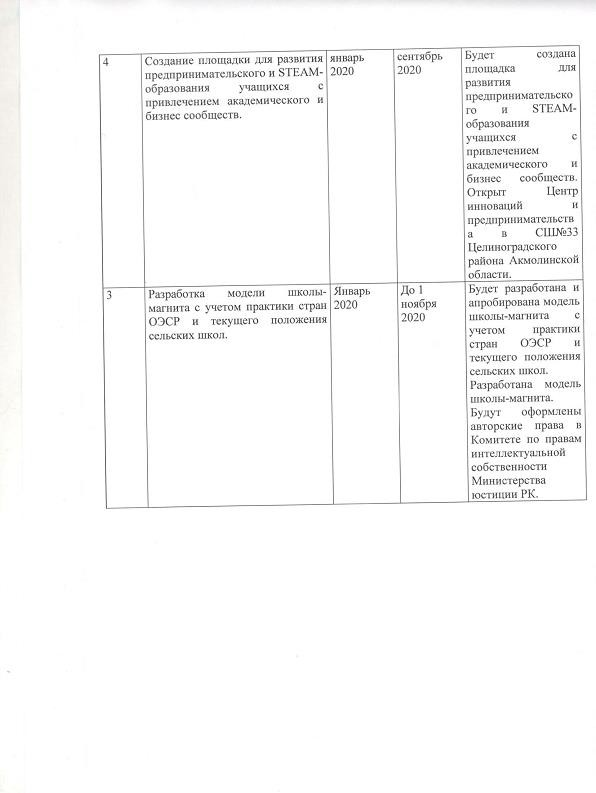 4
Создание площадки для развития
предпринимательского и STEAM-
образования учащихся с
привлечением академического и
бизнес сообществ.
январь
2020
сентябрь
2020
Будет создана
площадка для
развития
предпринимательско
го и STEAM-
образования
учащихся с
привлечением
академического и
бизнес сообществ.
Открыт Центр
инноваций и
предпринимательств
а в СШ№33
Целиноградского
района Акмолинской
области.
3
Разработка модели школы-
магнита с учетом практики стран
ОЭСР и текущего положения
сельских школ.
Январь
2020
До 1
ноября
2020
Будет разработана и
апробирована модель
школы-магнита с
учетом практики
стран ОЭСР и
текущего положения
сельских школ.
Разработана модель
школы-магнита.
Будут оформлены
авторские права в
Комитете по правам
интеллектуальной
собственности
Министерства
юстиции РК.